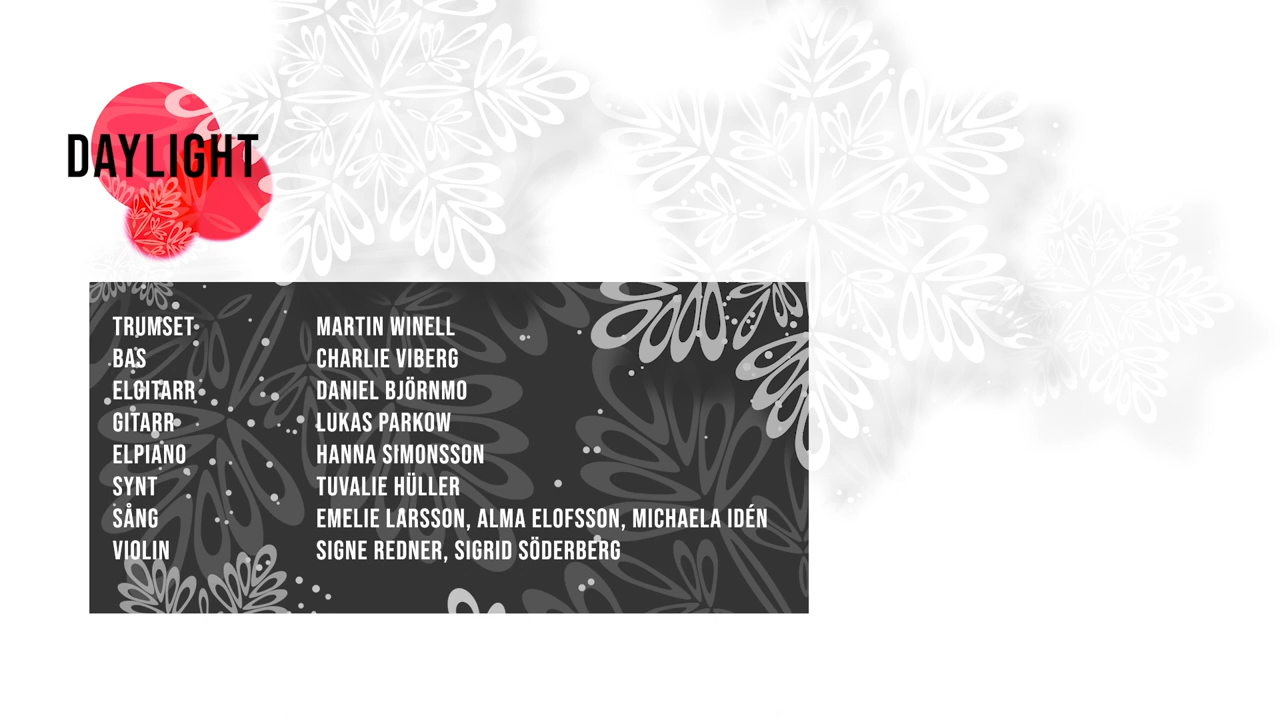 DAYLIGHT
TRUMSET MARTIN WINELL
BAS CHARLIE VIBERG
ELGITARR DANIEL BJÖRNMO
GITARR LUKAS PARKOW
ELPIANO HANNA SIMONSSON
SYNT TUVALIE HÜLLER
SÅNG EMELIE LARSSON, ALMA ELOFSSON, MICHAELA IDÉN
VIOLIN SIGNE REDNER, SIGRID SÖDERBERG